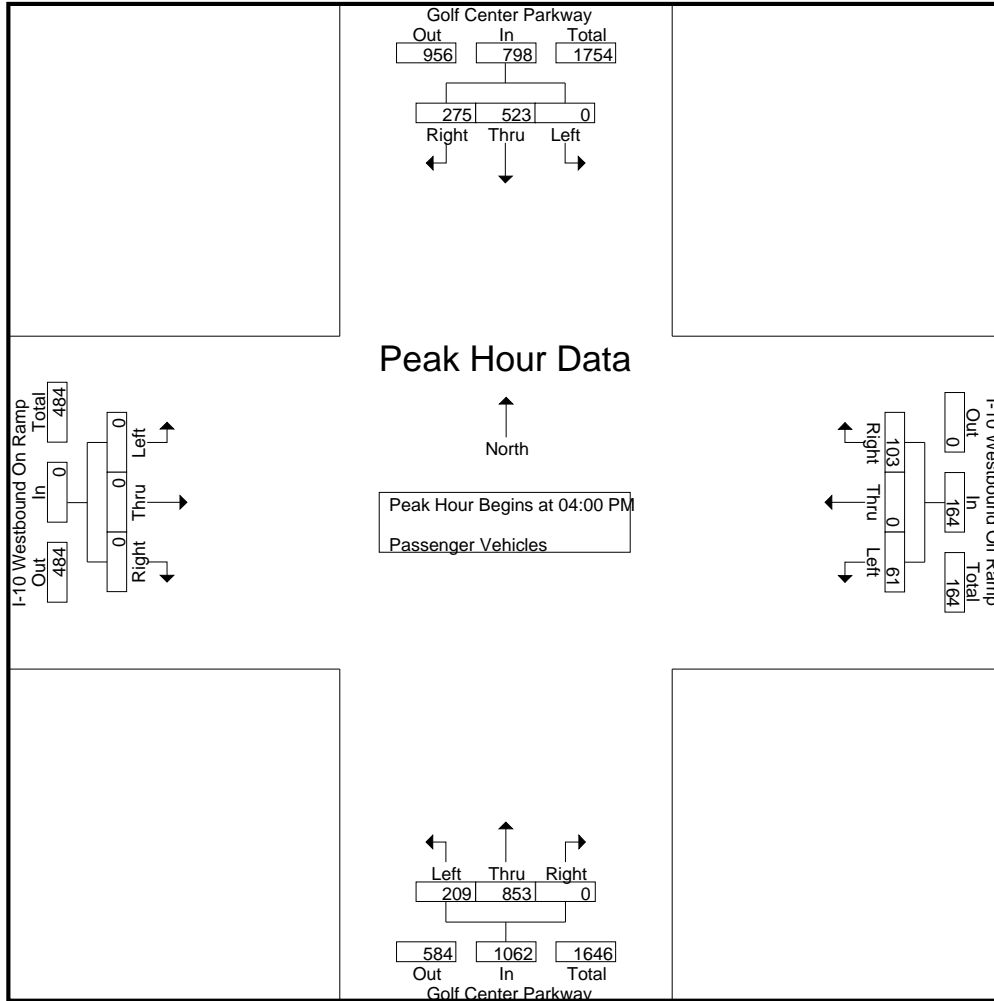 Golf Center Parkway
Out In Total
956 798 1754
275 523 0
Right Thru Left
Peak Hour Data
North
Peak Hour Begins at 04:00 PM
Passenger Vehicles
I-10 Westbound On Ramp
Total In Out
484 0 484
0 0 0
Left Thru Right
I-10 Westbound Ramp
Out In Total
0 164 164
103 0 61
Right Thru Left
Left Thru Right
209 853 0
584 1062 1646
Out In Total
Golf Center Parkway